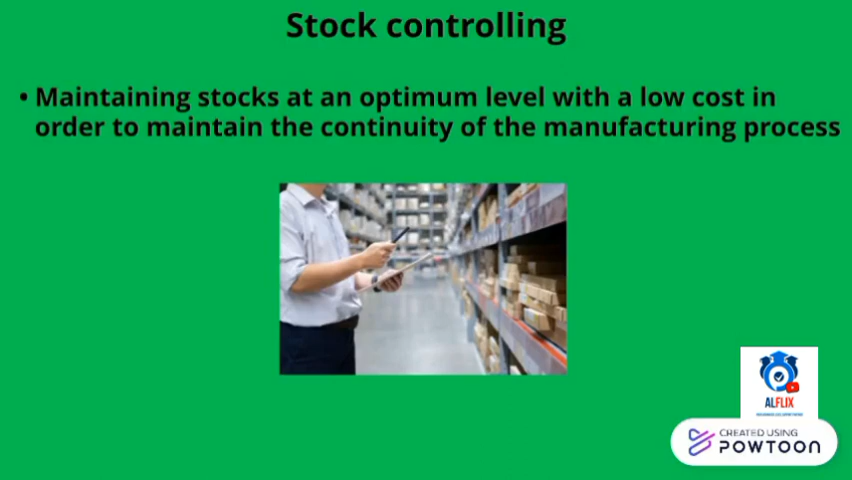 Stock controlling
• Maintaining stocks at an optimum level with a low cost in
order to maintain the continuity of the manufacturing process
ALFLIX
CREATED USING
POWTOON